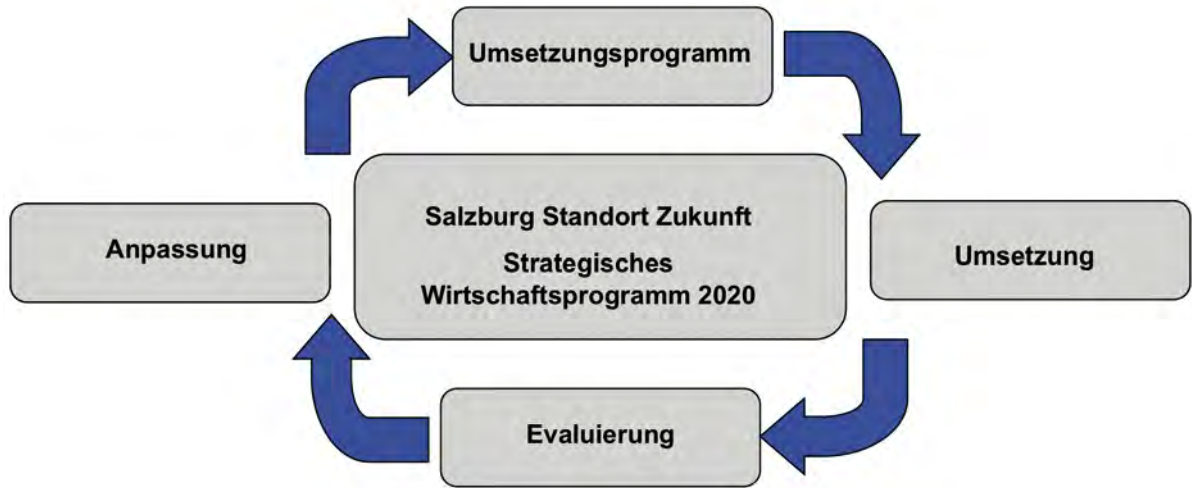 Umsetzungsprogramm
Salzburg Standort Zukunft
Strategisches
Wirtschaftsprogramm 2020
Anpassung
Umsetzung
Evaluierung